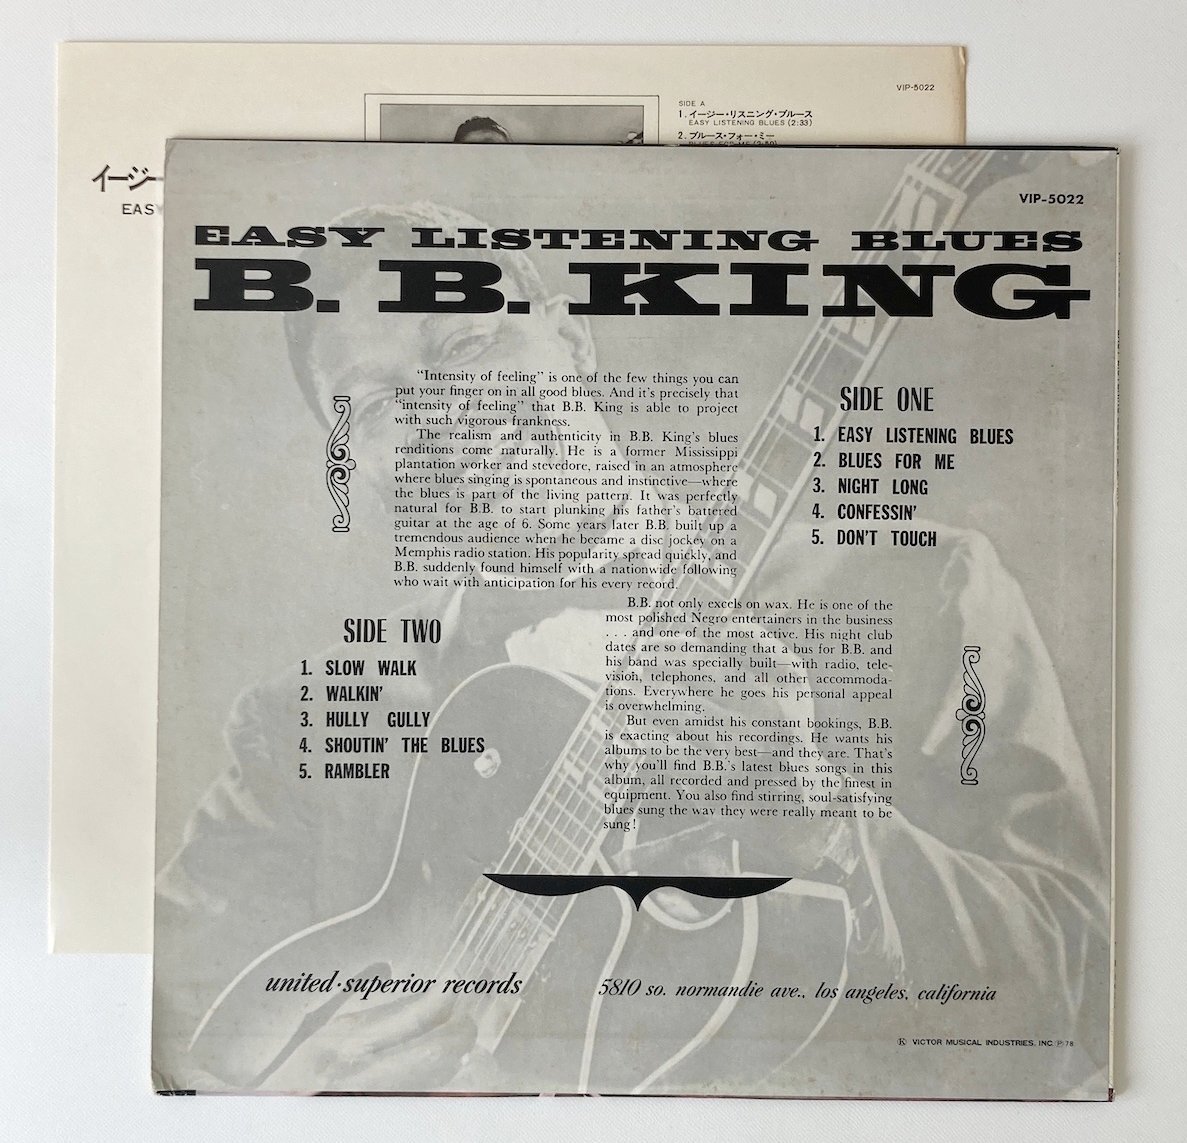 VIP-5022
SIDE A
1. イージー・リスニング・ブルース
EASY LISTENING BLUES (2:33)
2. ブルース・フォー・ミー
イージー
EASY
VIP-5022
EASY LISTENING BLUES
B. B. KING
"Intensity of feeling" is one of the few things you can
put your finger on in all good blues. And it's precisely that
"intensity of feeling" that B.B. King is able to project
with such vigorous frankness.
The realism and authenticity in B.B. King's blues
renditions come naturally. He is a former Mississippi
plantation worker and stevedore, raised in an atmosphere
where blues singing is spontaneous and instinctive—where
the blues is part of the living pattern. It was perfectly
natural for B.B. to start plunking his father's battered
guitar at the age of 6. Some years later B.B. built up a
tremendous audience when he became a disc jockey on a
Memphis radio station. His popularity spread quickly, and
B.B. suddenly found himself with a nationwide following
who wait with anticipation for his every record.
SIDE ONE
1. EASY LISTENING BLUES
2. BLUES FOR ME
3. NIGHT LONG
4. CONFESSIN'
5. DON'T TOUCH
SIDE TWO
1. SLOW WALK
2. WALKIN'
3. HULLY GULLY
4. SHOUTIN' THE BLUES
5. RAMBLER
B.B. not only excels on wax. He is one of the
most polished Negro entertainers in the business
. . . and one of the most active. His night club
dates are so demanding that a bus for B.B. and
his band was specially built—with radio, tele-
vision, telephones, and all other accommoda-
tions. Everywhere he goes his personal appeal
is overwhelming.
But even amidst his constant bookings, B.B.
is exacting about his recordings. He wants his
albums to be the very best—and they are. That's
why you'll find B.B.'s latest blues songs in this
album, all recorded and pressed by the finest in
equipment. You also find stirring, soul-satisfying
blues sung the way they were really meant to be
sung!
united·superior records
5810 so. normandie ave., los angeles, california
Ⓚ VICTOR MUSICAL INDUSTRIES, INC. Ⓟ 78